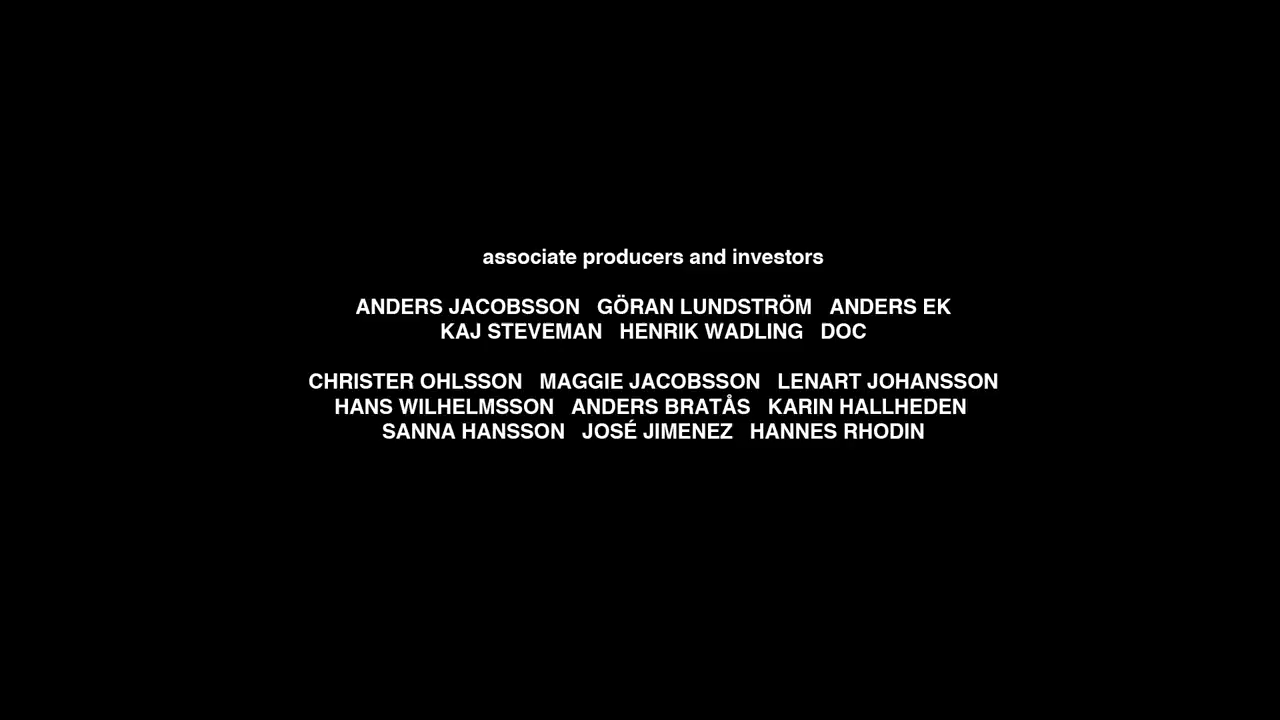 associate producers and investors
ANDERS JACOBSSON GÖRAN LUNDSTRÖM ANDERS EK
KAJ STEVEMAN HENRIK WADLING DOC
CHRISTER OHLSSON MAGGIE JACOBSSON LENART JOHANSSON
HANS WILHELMSSON ANDERS BRATÅS KARIN HALLHEDEN
SANNA HANSSON JOSÉ JIMENEZ HANNES RHODIN